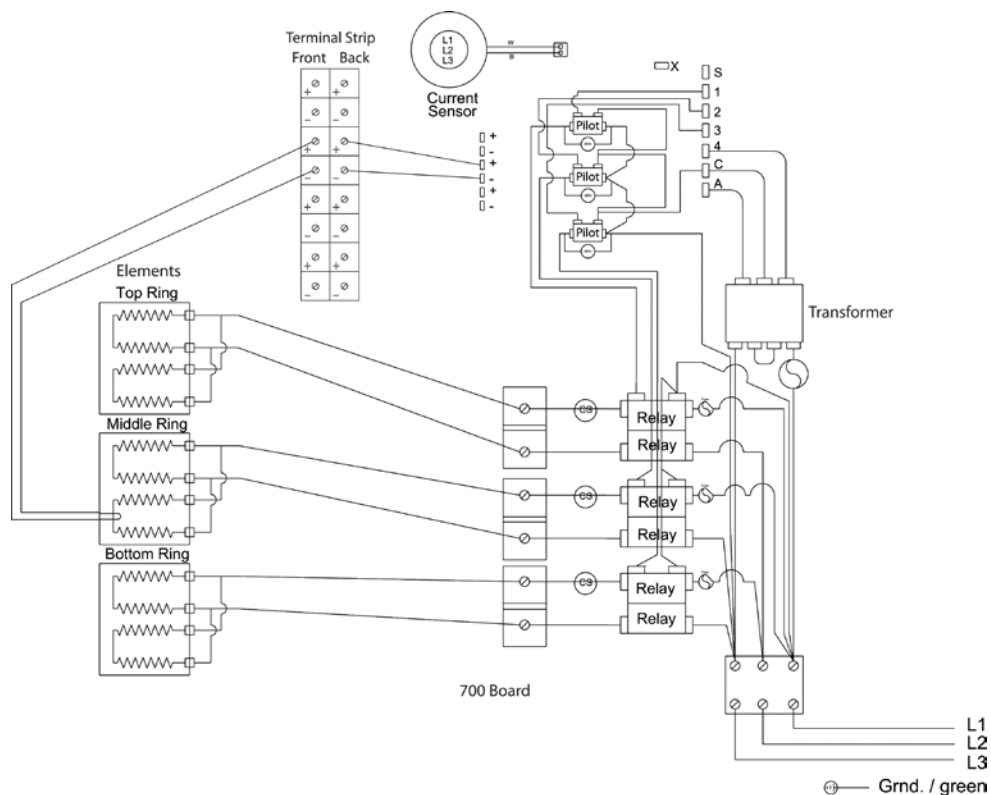 Terminal Strip
Front Back
L1
L2
L3
W
B
Current
Sensor
X
S
1
2
3
4
C
A
+ +
- -
+ +
- -
+ +
- -
+ +
- -
+
-
+
-
+
-
Pilot
Pilot
Pilot
Elements
Top Ring
Middle Ring
Bottom Ring
Transformer
CS
Relay
Relay
CS
Relay
Relay
CS
Relay
Relay
700 Board
L1
L2
L3
Grnd. / green